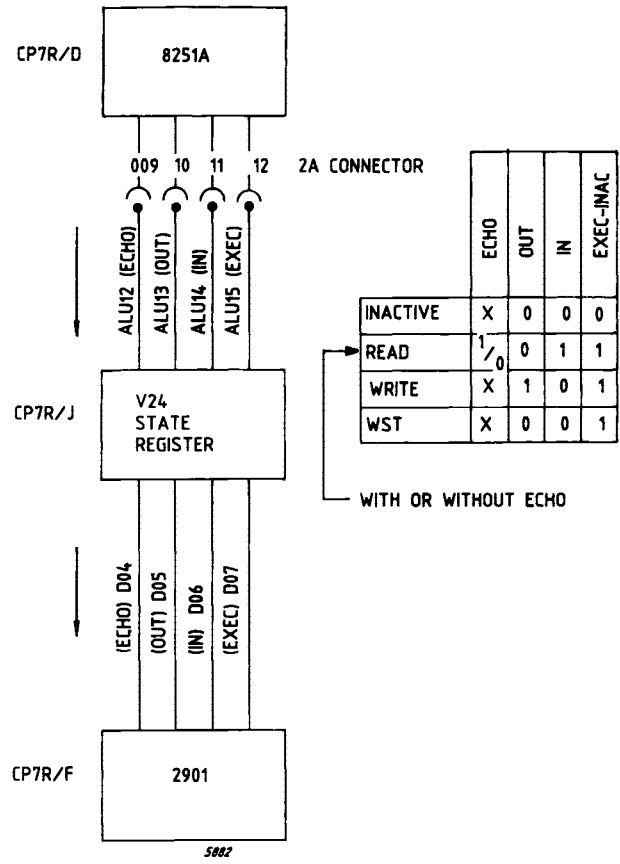 CP7R/D
8251A
009 10 11 12 2A CONNECTOR
ALU12 (ECHO)
ALU13 (OUT)
ALU14 (IN)
ALU15 (EXEC)
ECHO OUT IN EXEC-INAC
INACTIVE X 0 0 0
READ 1/0 0 1 1
WRITE X 1 0 1
WST X 0 0 1
WITH OR WITHOUT ECHO
CP7R/J
V24
STATE
REGISTER
(ECHO) D04
(OUT) D05
(IN) D06
(EXEC) D07
CP7R/F
2901
5882